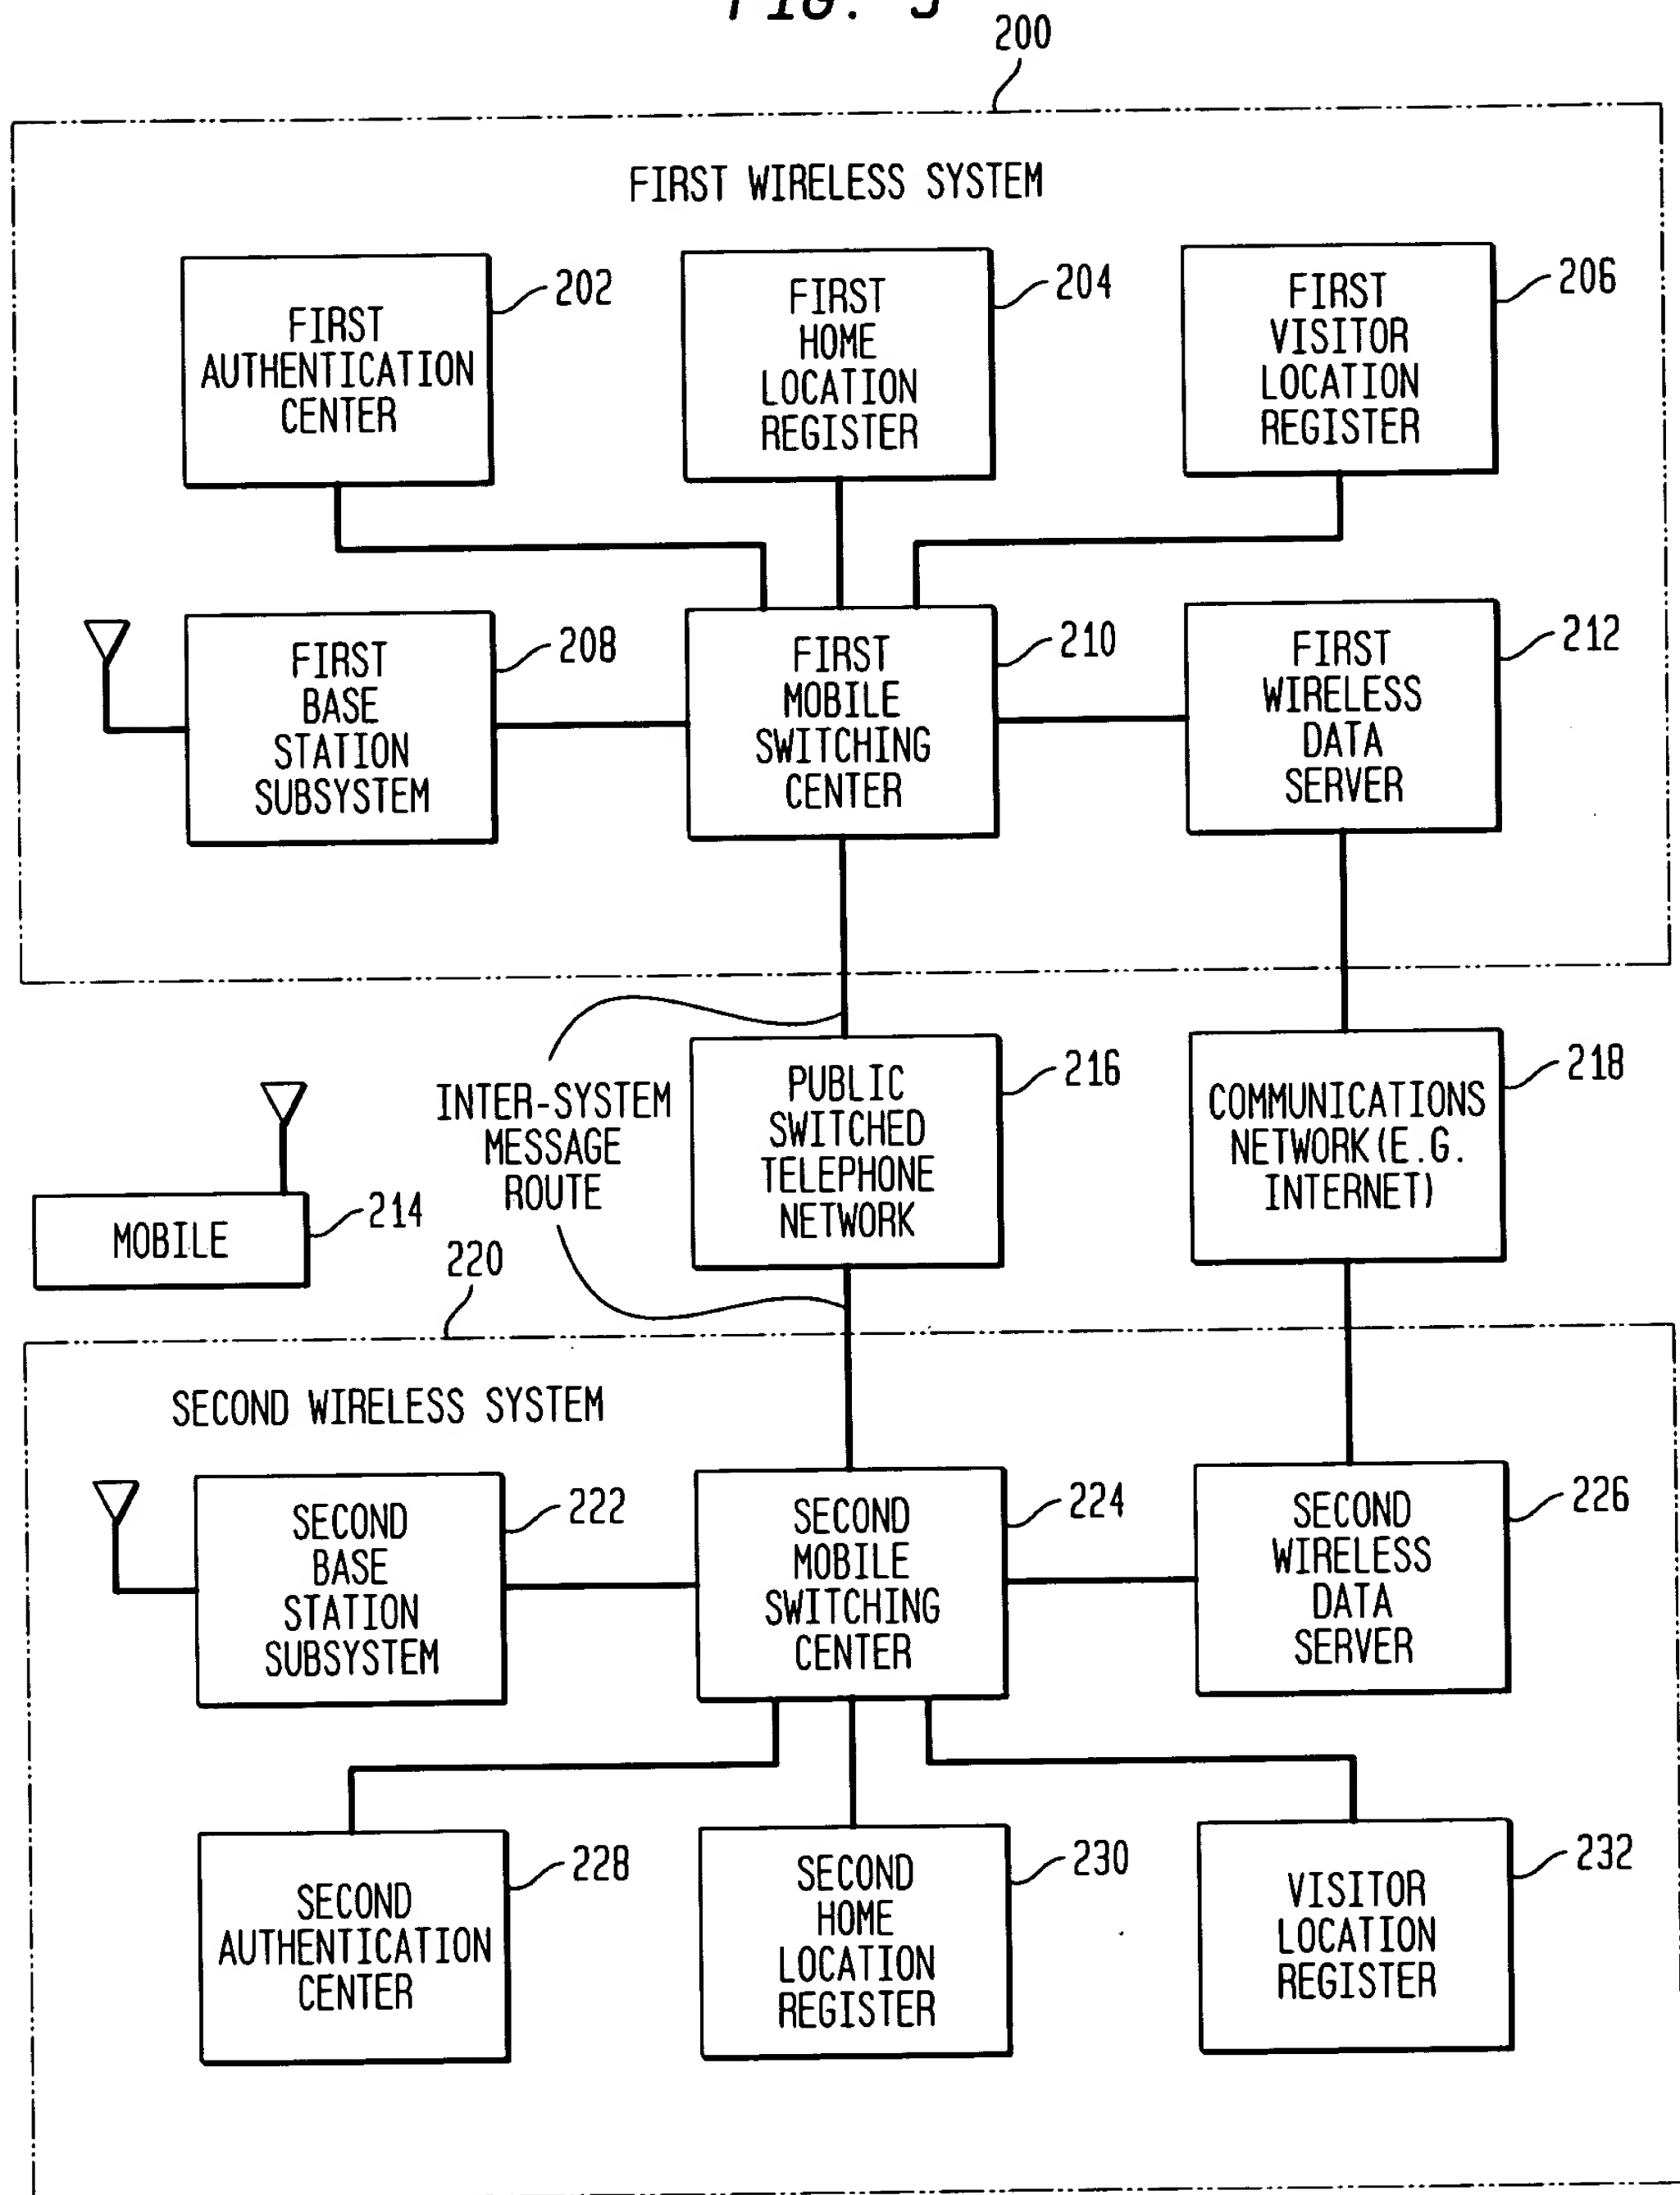 FIG. 3
200
FIRST WIRELESS SYSTEM
FIRST
AUTHENTICATION
CENTER
202
FIRST
HOME
LOCATION
REGISTER
204
FIRST
VISITOR
LOCATION
REGISTER
206
FIRST
BASE
STATION
SUBSYSTEM
208
FIRST
MOBILE
SWITCHING
CENTER
210
FIRST
WIRELESS
DATA
SERVER
212
MOBILE
214
INTER-SYSTEM
MESSAGE
ROUTE
PUBLIC
SWITCHED
TELEPHONE
NETWORK
216
COMMUNICATIONS
NETWORK(E.G.
INTERNET)
218
220
SECOND WIRELESS SYSTEM
SECOND
BASE
STATION
SUBSYSTEM
222
SECOND
MOBILE
SWITCHING
CENTER
224
SECOND
WIRELESS
DATA
SERVER
226
SECOND
AUTHENTICATION
CENTER
228
SECOND
HOME
LOCATION
REGISTER
230
VISITOR
LOCATION
REGISTER
232